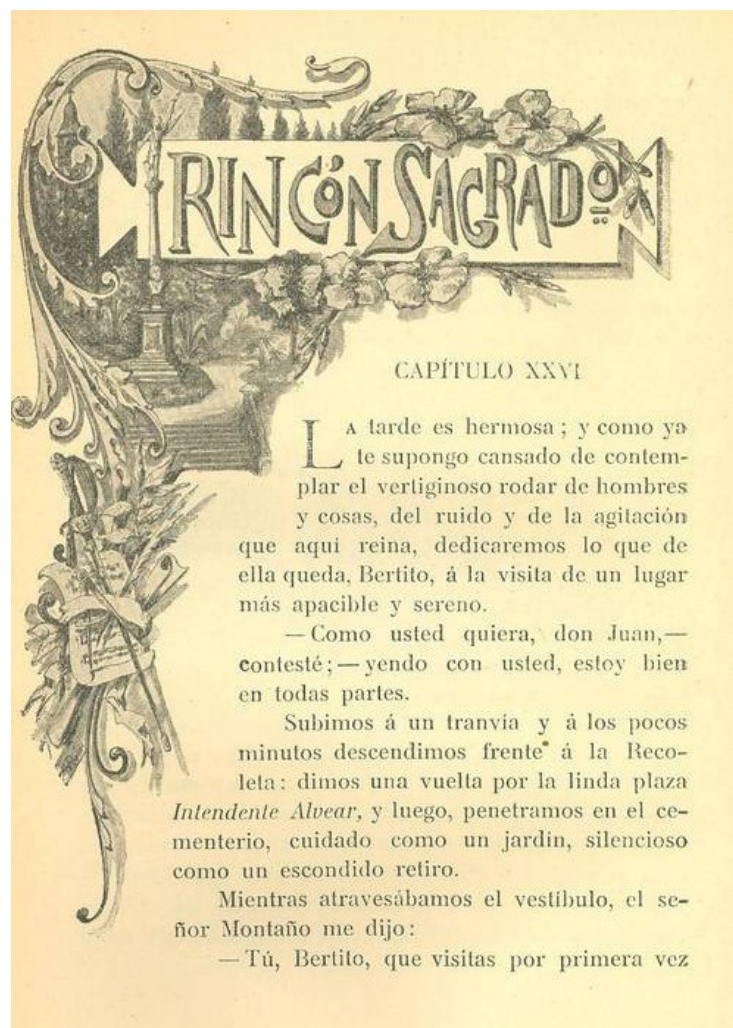 RINCÓN SAGRADO
CAPÍTULO XXVI
LA tarde es hermosa; y como ya
te supongo cansado de contem-
plar el vertiginoso rodar de hombres
y cosas, del ruido y de la agitación
que aquí reina, dedicaremos lo que de
ella queda, Bertito, á la visita de un lugar
más apacible y sereno.
— Como usted quiera, don Juan,—
contesté; — yendo con usted, estoy bien
en todas partes.
Subimos á un tranvía y á los pocos
minutos descendimos frente á la Reco-
leta: dimos una vuelta por la linda plaza
Intendente Alvear, y luego, penetramos en el ce-
menterio, cuidado como un jardín, silencioso
como un escondido retiro.
Mientras atravesábamos el vestíbulo, el se-
ñor Montaño me dijo:
— Tú, Bertito, que visitas por primera vez